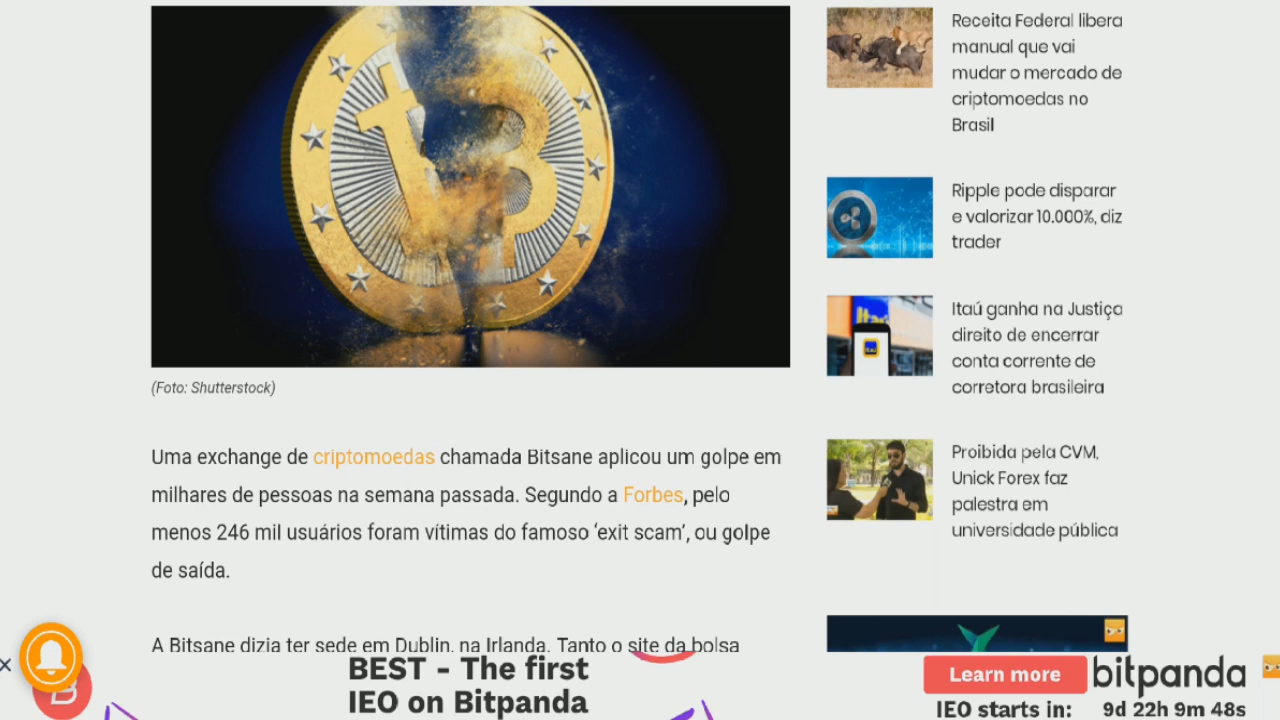 (Foto: Shutterstock)
Uma exchange de criptomoedas chamada Bitsane aplicou um golpe em
milhares de pessoas na semana passada. Segundo a Forbes, pelo
menos 246 mil usuários foram vítimas do famoso ‘exit scam’, ou golpe
de saída.
A Bitsane dizia ter sede em Dublin, na Irlanda. Tanto o site da bolsa
Receita Federal libera
manual que vai
mudar o mercado de
criptomoedas no
Brasil
Ripple pode disparar
e valorizar 10.000%, diz
trader
Itaú
Itaú ganha na Justiça
direito de encerrar
conta corrente de
corretora brasileira
Proibida pela CVM,
Unick Forex faz
palestra em
universidade pública
BEST - The first
IEO on Bitpanda
Learn more
bitpanda
IEO starts in:
9d 22h 9m 48s